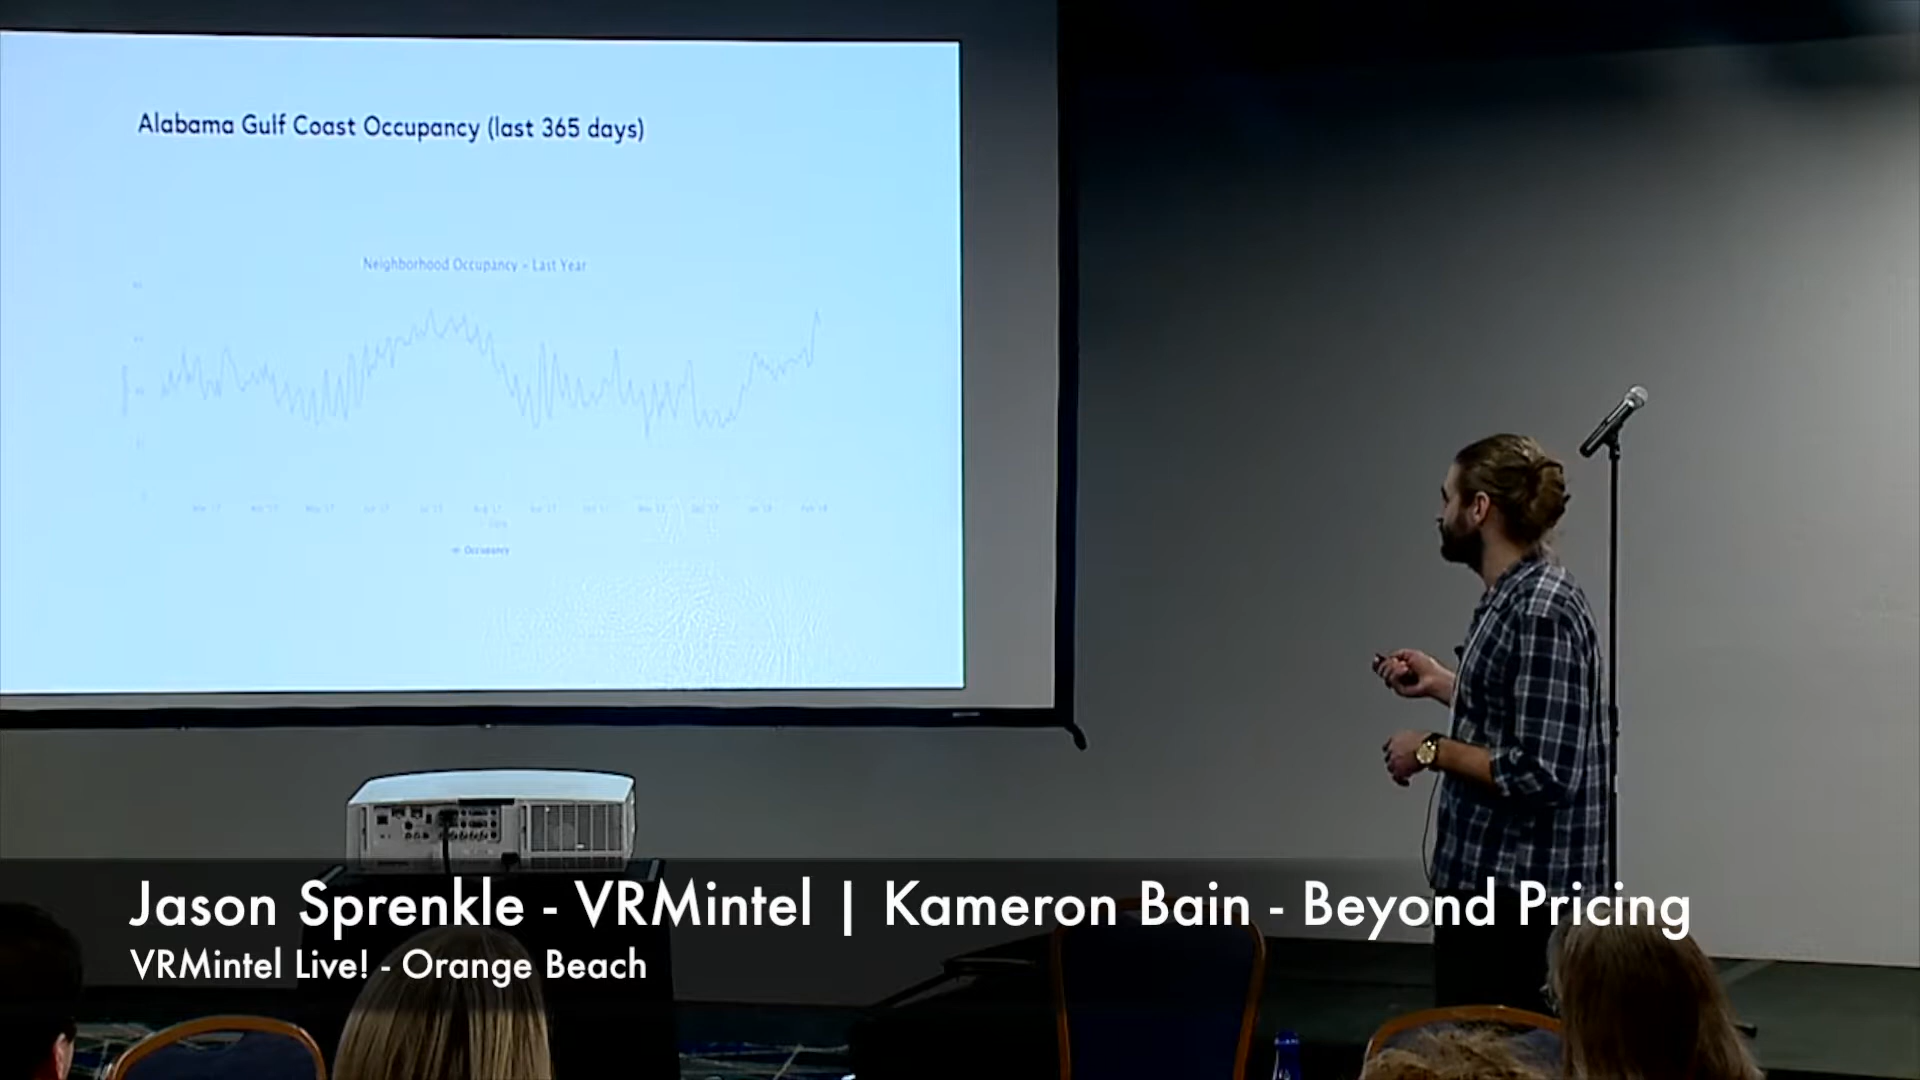 Alabama Gulf Coast Occupancy (last 365 days)
Neighborhood Occupancy - Last Year
Occupancy
Jason Sprenkle - VRMintel | Kameron Bain - Beyond Pricing
VRMintel Live! - Orange Beach